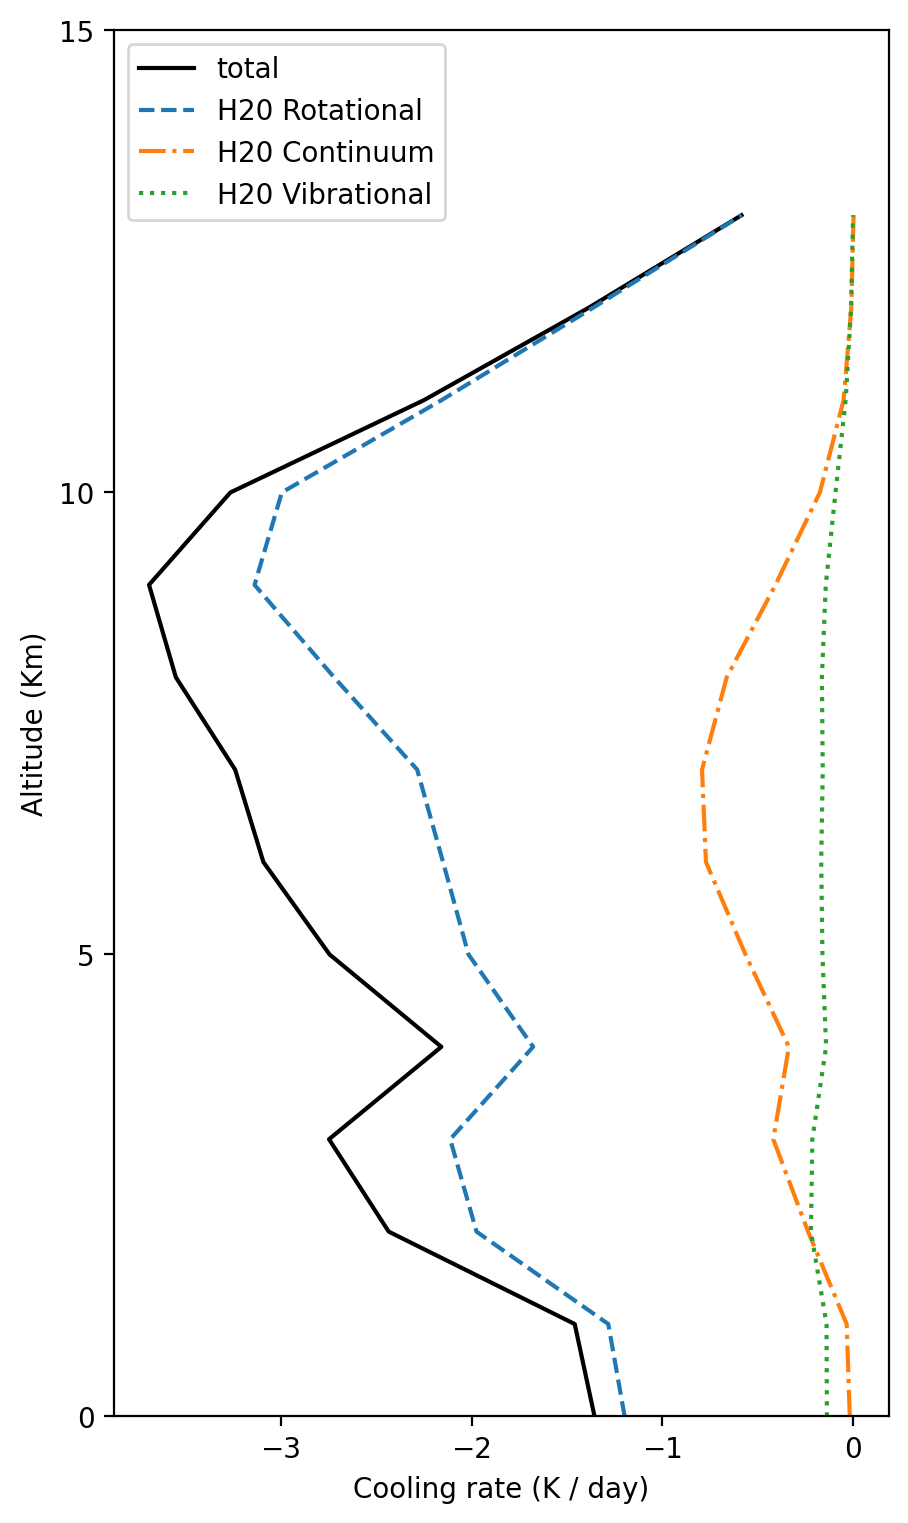 15
total
H20 Rotational
H20 Continuum
H20 Vibrational
10
Altitude (Km)
5
0
−3 −2 −1 0
Cooling rate (K / day)